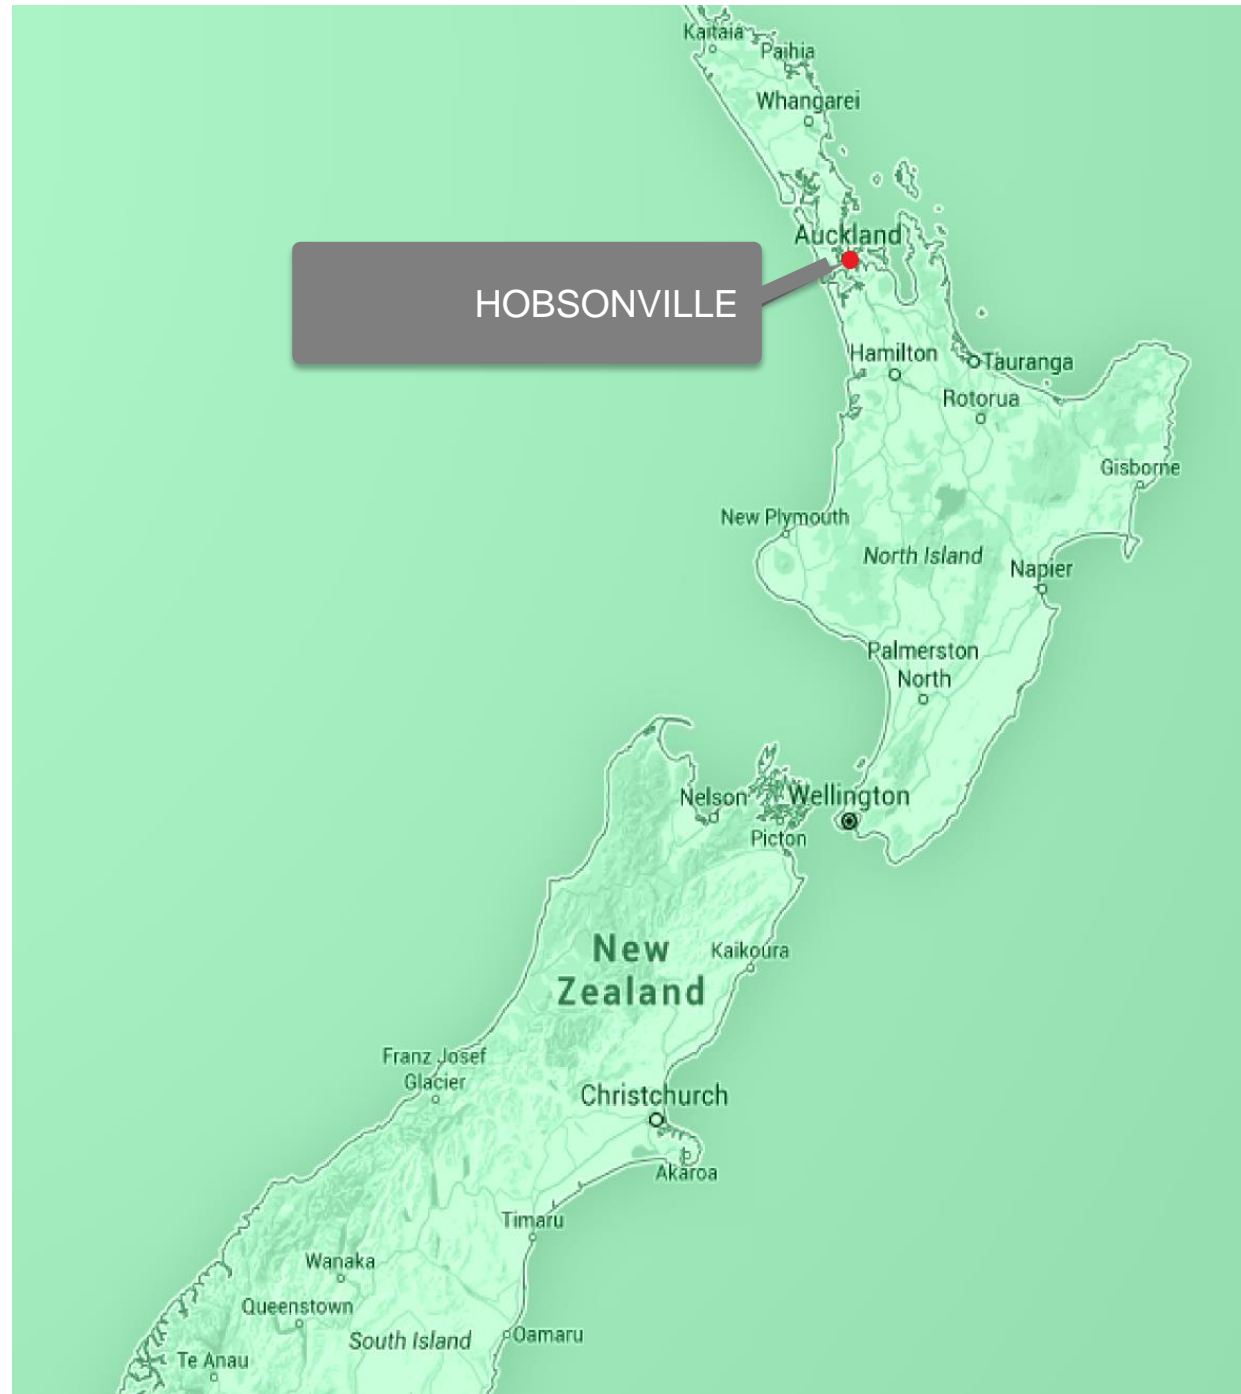 Kaitaia
Paihia
Whangarei
Auckland
HOBSONVILLE
Hamilton
Tauranga
Rotorua
Gisborne
New Plymouth
North Island
Napier
Palmerston
North
Nelson
Wellington
Picton
New
Zealand
Kaikoura
Franz Josef
Glacier
Christchurch
Akaroa
Timaru
Wanaka
Queenstown
South Island
Oamaru
Te Anau